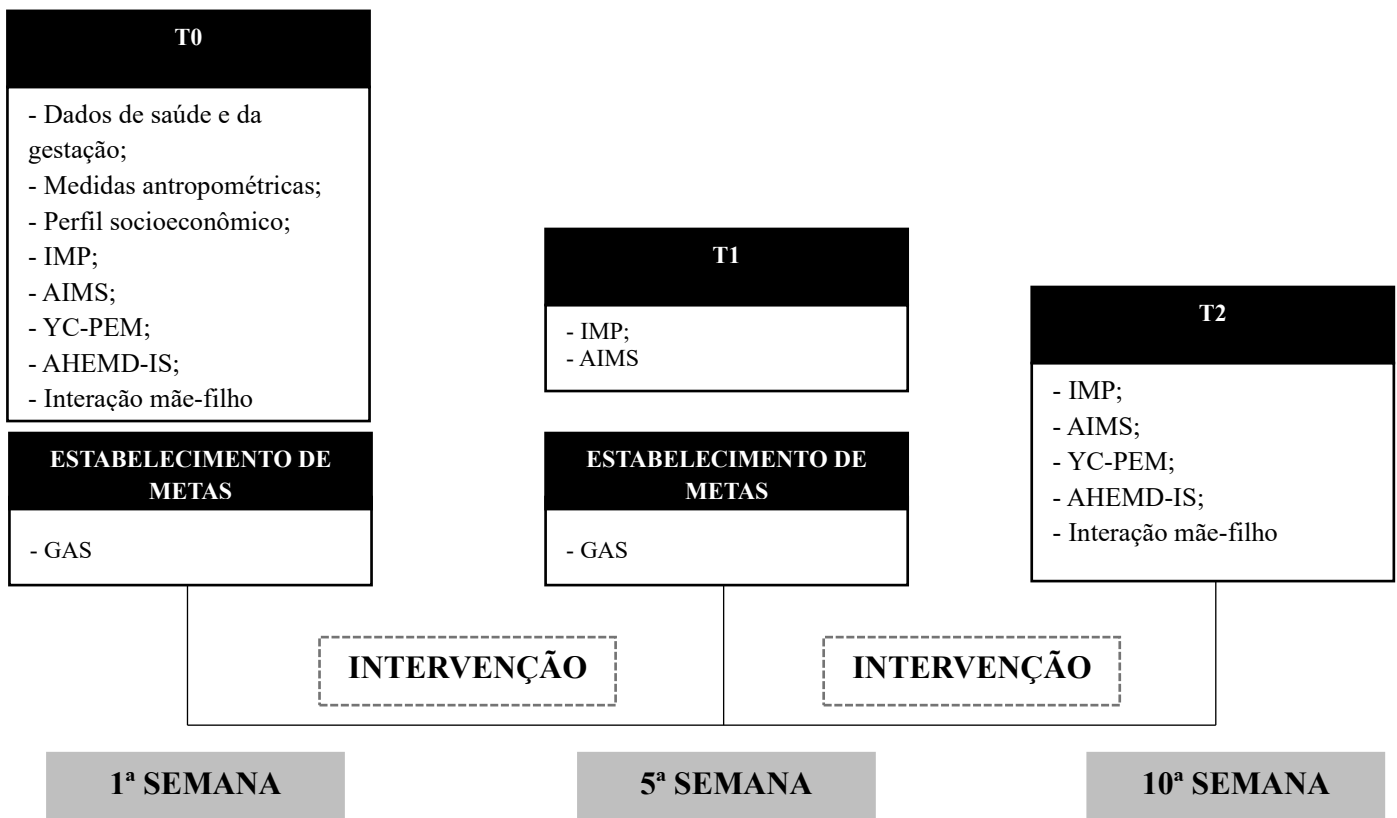 T0
- Dados de saúde e da
gestação;
- Medidas antropométricas;
- Perfil socioeconômico;
- IMP;
- AIMS;
- YC-PEM;
- AHEMD-IS;
- Interação mãe-filho
ESTABELECIMENTO DE
METAS
- GAS
T1
- IMP;
- AIMS
ESTABELECIMENTO DE
METAS
- GAS
T2
- IMP;
- AIMS;
- YC-PEM;
- AHEMD-IS;
- Interação mãe-filho
INTERVENÇÃO
INTERVENÇÃO
1ª SEMANA
5ª SEMANA
10ª SEMANA